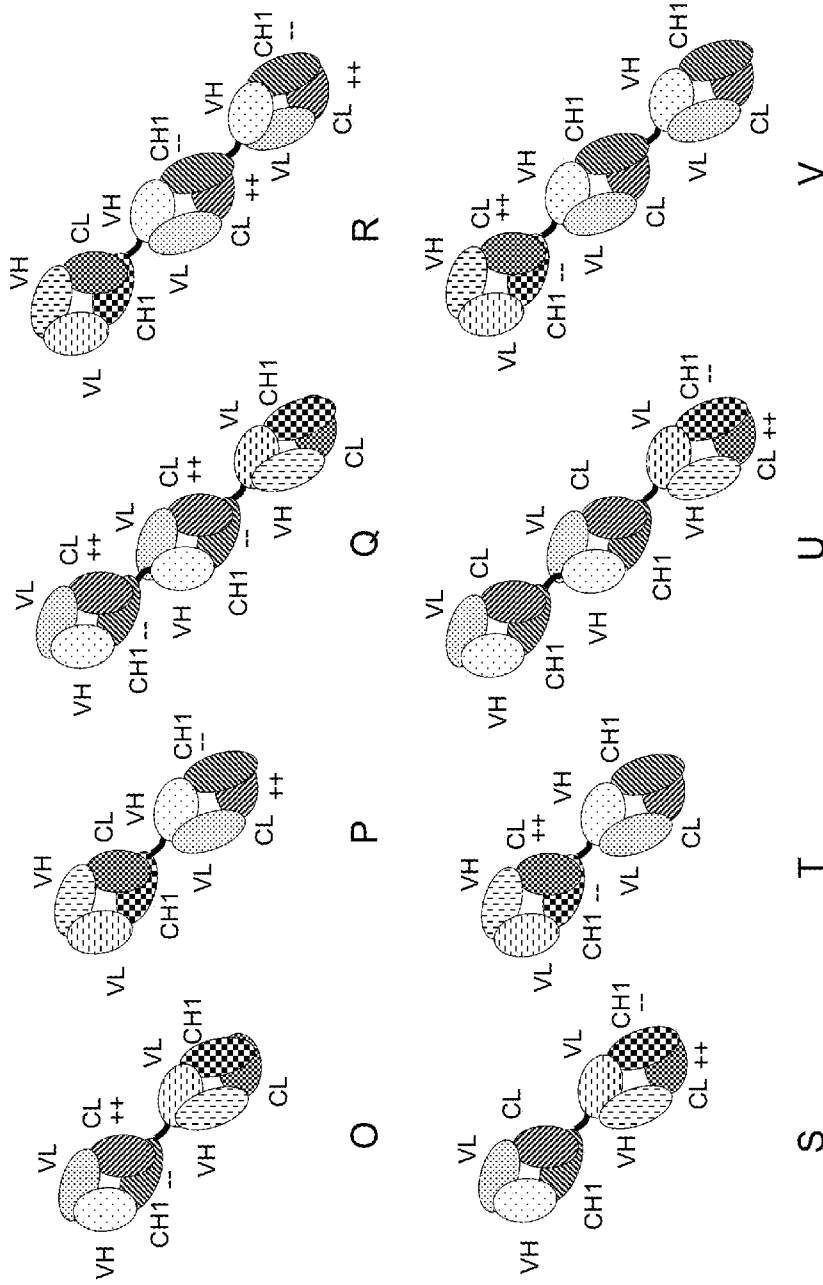 VL
VH
CL
++
CH1 --
VL
VH
CH1
CL
O
VH
VL
CL
CH1
VH
VL
CH1
--
CL
++
P
VL
VH
CL
++
CH1 --
VL
VH
CL
++
CH1
--
VL
VH
CH1
CL
Q
VH
VL
CL
CH1
VH
VL
CH1
--
CL
++
VH
VL
CH1
--
CL
++
R
VL
VH
CL
CH1
VL
VH
CH1
--
CL ++
S
VH
VL
CL
++
CH1 --
VH
VL
CH1
CL
T
VL
VH
CL
CH1
VL
VH
CL
CH1
VL
VH
CH1
--
CL ++
U
VH
VL
CL
++
CH1 --
VH
VL
CH1
CL
VH
VL
CH1
CL
V